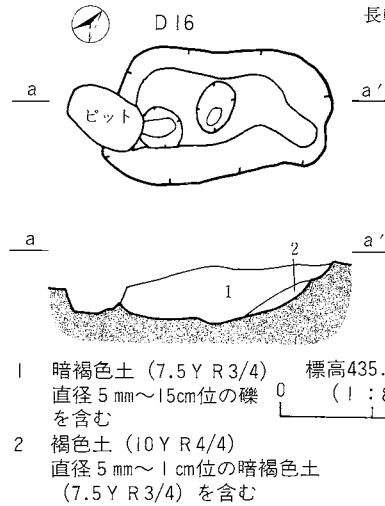 D16
長
a
ピット
a′
a
a′
2
1
1 暗褐色土(7.5YR3/4) 標高435.
直径5mm〜15cm位の礫 0 (1:8
を含む
2 褐色土(10YR4/4)
直径5mm〜1cm位の暗褐色土
(7.5YR3/4)を含む